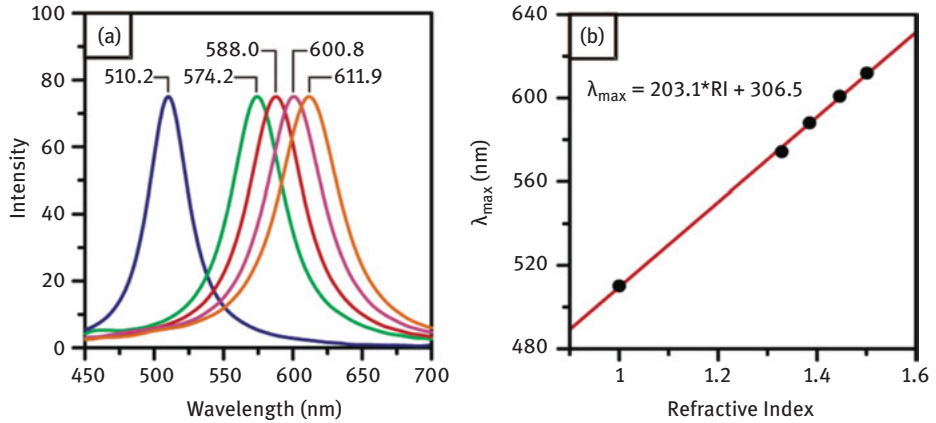 (a)
510.2
574.2
588.0
600.8
611.9
100
80
60
40
20
0
Intensity
450 500 550 600 650 700
Wavelength (nm)
(b)
λmax = 203.1*RI + 306.5
640
600
560
510
480
λmax (nm)
1 1.2 1.4 1.6
Refractive Index